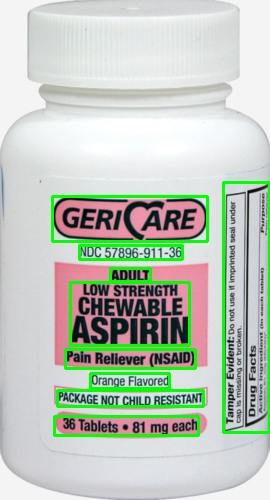 GERICARE
NDC 57896-911-36
ADULT
LOW STRENGTH
CHEWABLE
ASPIRIN
Pain Reliever (NSAID)
Orange Flavored
PACKAGE NOT CHILD RESISTANT
36 Tablets • 81 mg each
Tamper Evident: Do not use if imprinted seal under
cap is missing or broken.
Drug Facts
Active ingredient (in each tablet)
Purpose